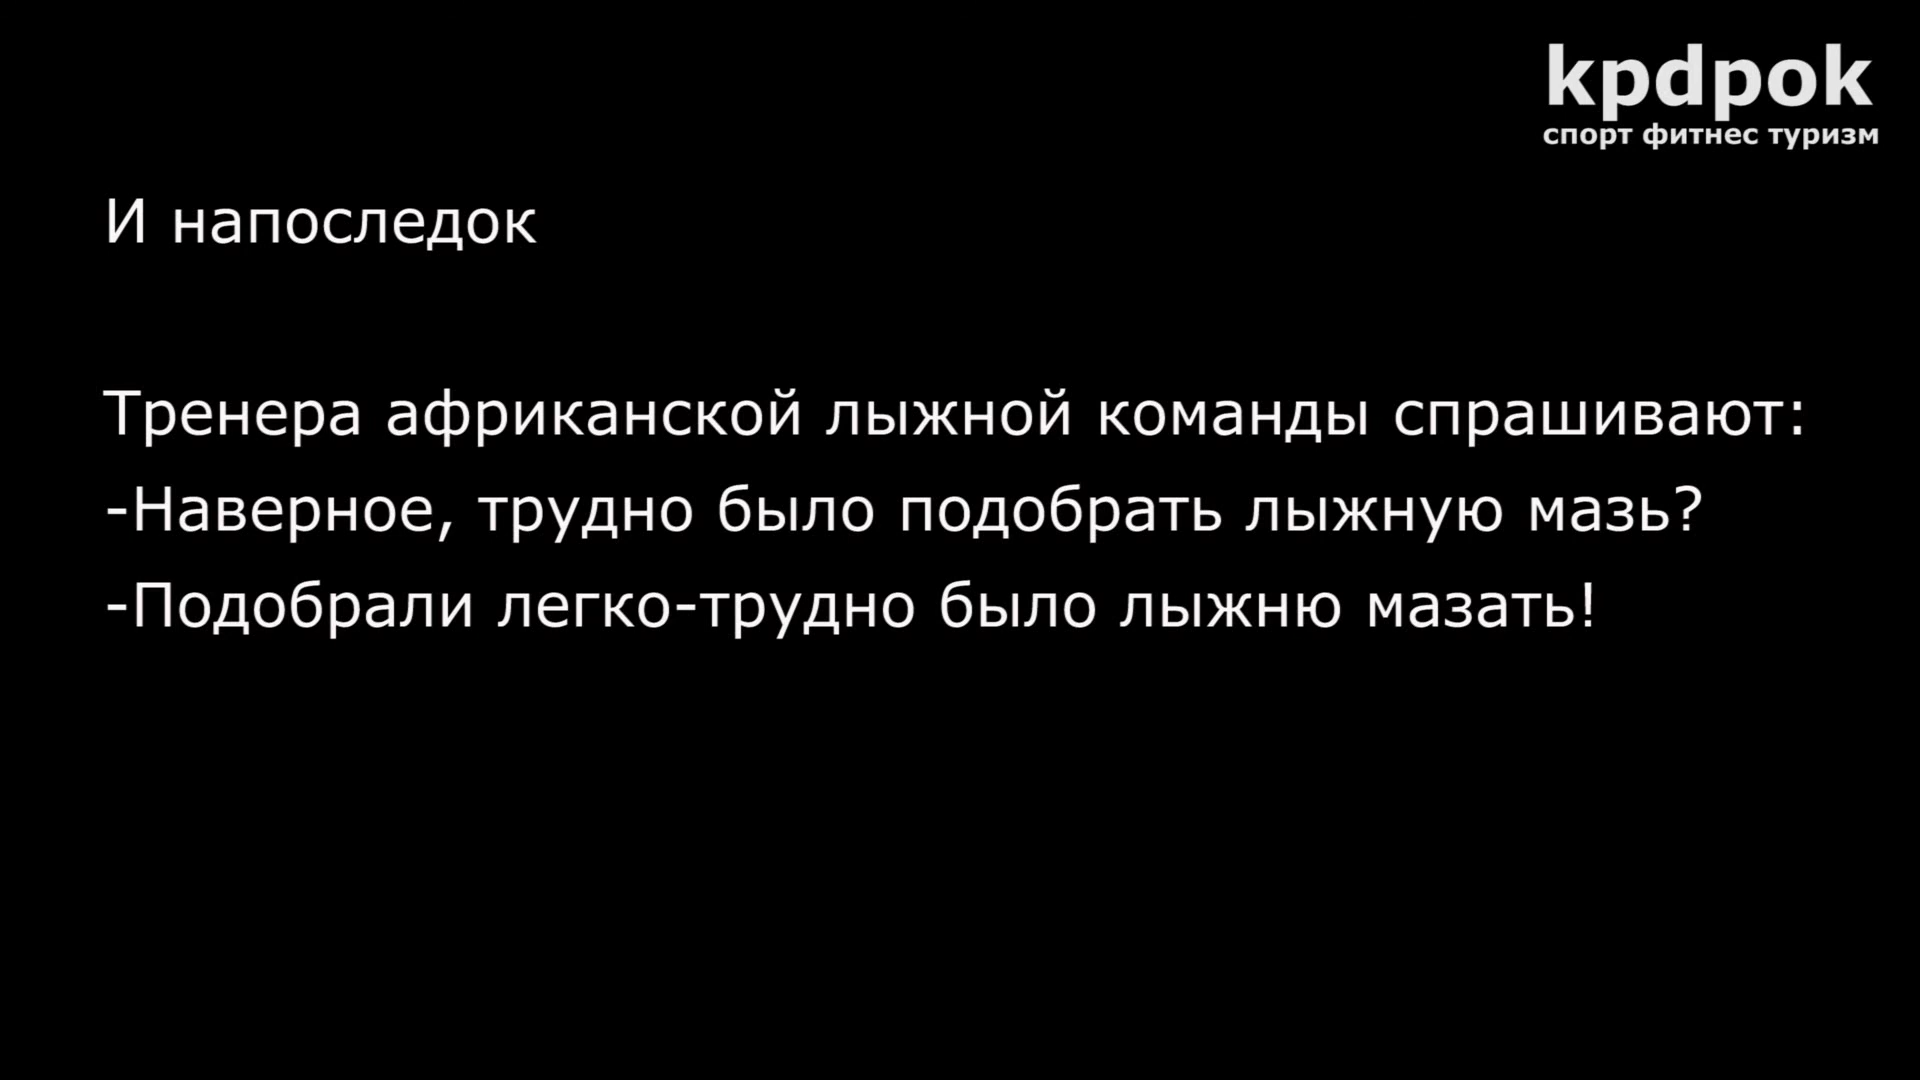 kpdpok
спорт фитнес туризм
И напоследок
Тренера африканской лыжной команды спрашивают:
-Наверное, трудно было подобрать лыжную мазь?
-Подобрали легко-трудно было лыжню мазать!